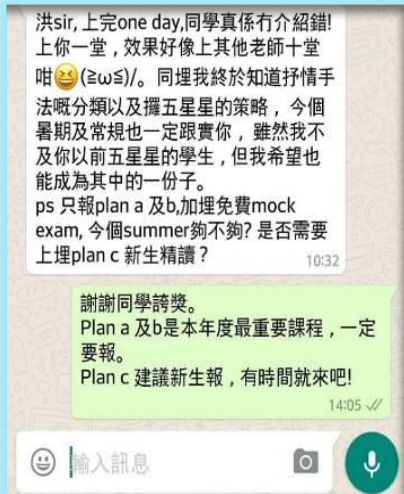 洪sir, 上完one day,同學真係冇介紹錯!
上你一堂，效果好像上其他老師十堂
咁😆(≧ω≦)/。同埋我終於知道抒情手
法嘅分類以及攞五星星的策略，今個
暑期及常規也一定跟實你，雖然我不
及你以前五星星的學生，但我希望也
能成為其中的一份子。
ps 只報plan a 及b,加埋免費mock
exam, 今個summer夠不夠? 是否需要
上埋plan c 新生精讀？
10:32
謝謝同學誇獎。
Plan a 及b是本年度最重要課程，一定
要報。
Plan c 建議新生報，有時間就來吧!
14:05
輸入訊息